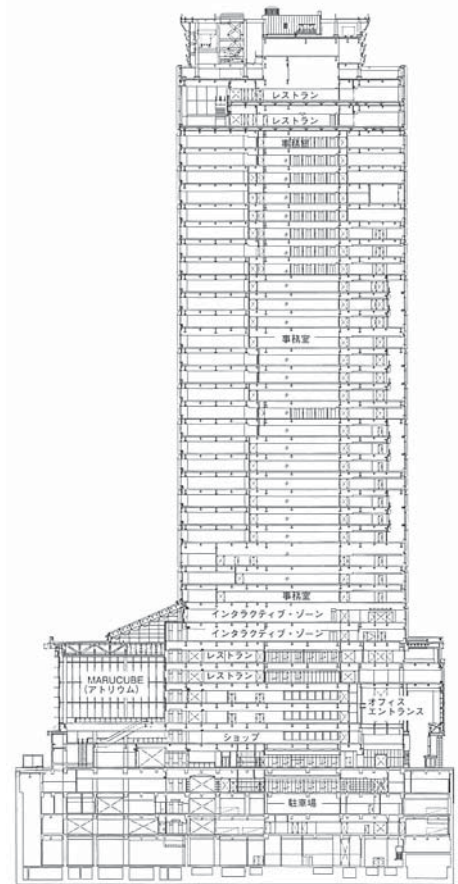 レストラン
レストラン
事務室
事務室
事務室
インタラクティブ・ゾーン
インタラクティブ・ゾーン
レストラン
レストラン
MARUCUBE
(アトリウム)
オフィス
エントランス
ショップ
駐車場